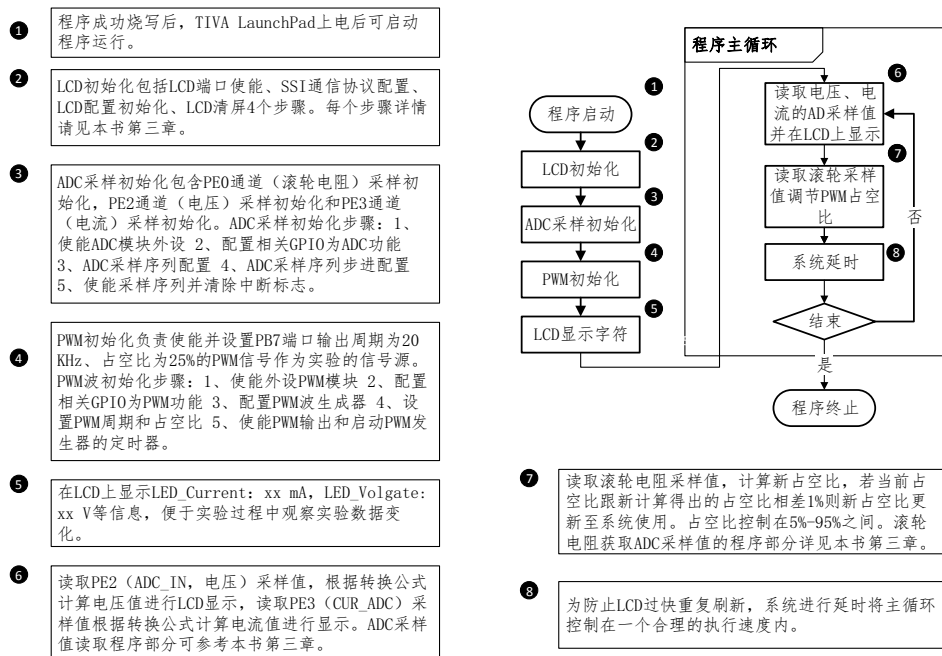 1
程序成功烧写后，TIVA LaunchPad上电后可启动
程序运行。
2
LCD初始化包括LCD端口使能、SSI通信协议配置、
LCD配置初始化、LCD清屏4个步骤。每个步骤详情
请见本书第三章。
3
ADC采样初始化包含PE0通道（滚轮电阻）采样初
始化，PE2通道（电压）采样初始化和PE3通道
（电流）采样初始化。ADC采样初始化步骤：1、
使能ADC模块外设 2、配置相关GPIO为ADC功能
3、ADC采样序列配置 4、ADC采样序列步进配置
5、使能采样序列并清除中断标志。
4
PWM初始化负责使能并设置PB7端口输出周期为20
KHz、占空比为25%的PWM信号作为实验的信号源。
PWM波初始化步骤：1、使能外设PWM模块 2、配置
相关GPIO为PWM功能 3、配置PWM波生成器 4、设
置PWM周期和占空比 5、使能PWM输出和启动PWM发
生器的定时器。
5
在LCD上显示LED_Current：xx mA，LED_Volgate:
xx V等信息，便于实验过程中观察实验数据变
化。
6
读取PE2（ADC_IN，电压）采样值，根据转换公式
计算电压值进行LCD显示，读取PE3（CUR_ADC）采
样值根据转换公式计算电流值进行显示。ADC采样
值读取程序部分可参考本书第三章。
1
程序启动
2
LCD初始化
3
ADC采样初始化
4
PWM初始化
5
LCD显示字符
程序主循环
6
读取电压、电
流的AD采样值
并在LCD上显示
7
读取滚轮采样
值调节PWM占空
比
否
8
系统延时
结束
是
程序终止
7
读取滚轮电阻采样值，计算新占空比，若当前占
空比跟新计算得出的占空比相差1%则新占空比更
新至系统使用。占空比控制在5%-95%之间。滚轮
电阻获取ADC采样值的程序部分详见本书第三章。
8
为防止LCD过快重复刷新，系统进行延时将主循环
控制在一个合理的执行速度内。